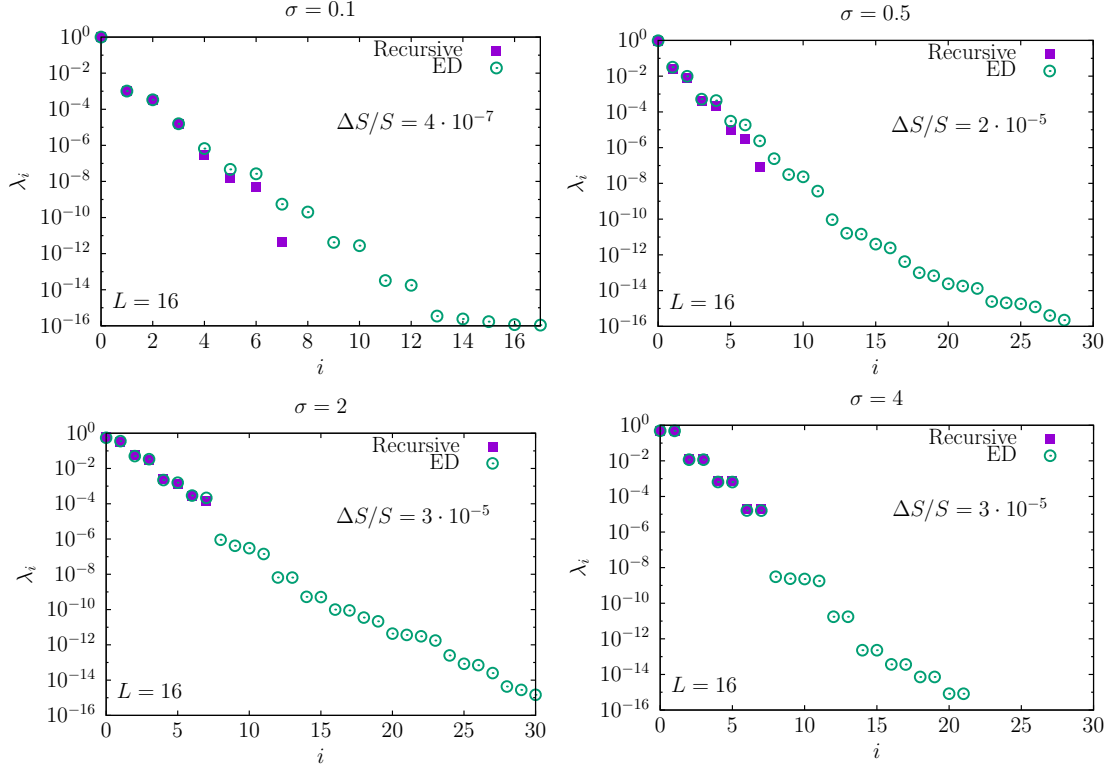 σ = 0.1
10^0
10^−2
10^−4
10^−6
10^−8
10^−10
10^−12
10^−14
10^−16
λ_i
Recursive
ED
ΔS/S = 4 · 10^−7
L = 16
0 2 4 6 8 10 12 14 16
i
σ = 0.5
10^0
10^−2
10^−4
10^−6
10^−8
10^−10
10^−12
10^−14
10^−16
λ_i
Recursive
ED
ΔS/S = 2 · 10^−5
L = 16
0 5 10 15 20 25 30
i
σ = 2
10^0
10^−2
10^−4
10^−6
10^−8
10^−10
10^−12
10^−14
10^−16
λ_i
Recursive
ED
ΔS/S = 3 · 10^−5
L = 16
0 5 10 15 20 25 30
i
σ = 4
10^0
10^−2
10^−4
10^−6
10^−8
10^−10
10^−12
10^−14
10^−16
λ_i
Recursive
ED
ΔS/S = 3 · 10^−5
L = 16
0 5 10 15 20 25 30
i